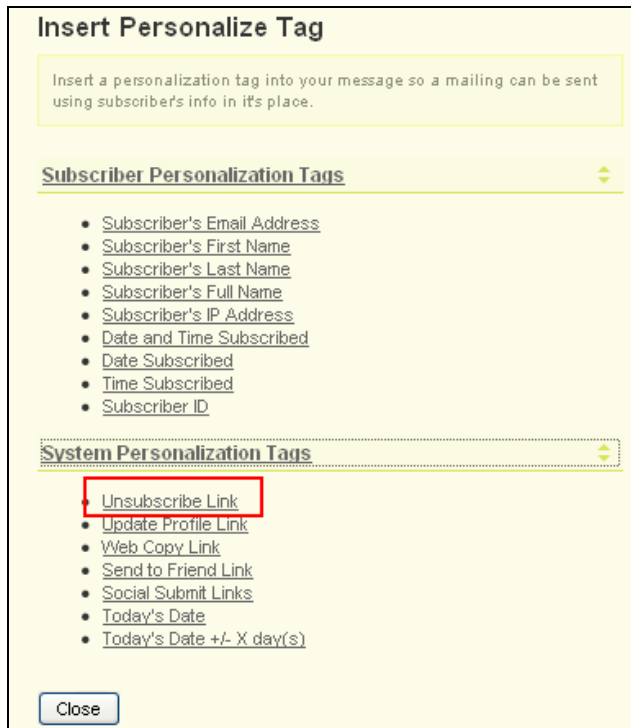 Insert Personalize Tag
Insert a personalization tag into your message so a mailing can be sent
using subscriber's info in it's place.
Subscriber Personalization Tags
Subscriber's Email Address
Subscriber's First Name
Subscriber's Last Name
Subscriber's Full Name
Subscriber's IP Address
Date and Time Subscribed
Date Subscribed
Time Subscribed
Subscriber ID
System Personalization Tags
Unsubscribe Link
Update Profile Link
Web Copy Link
Send to Friend Link
Social Submit Links
Today's Date
Today's Date +/- X day(s)
Close